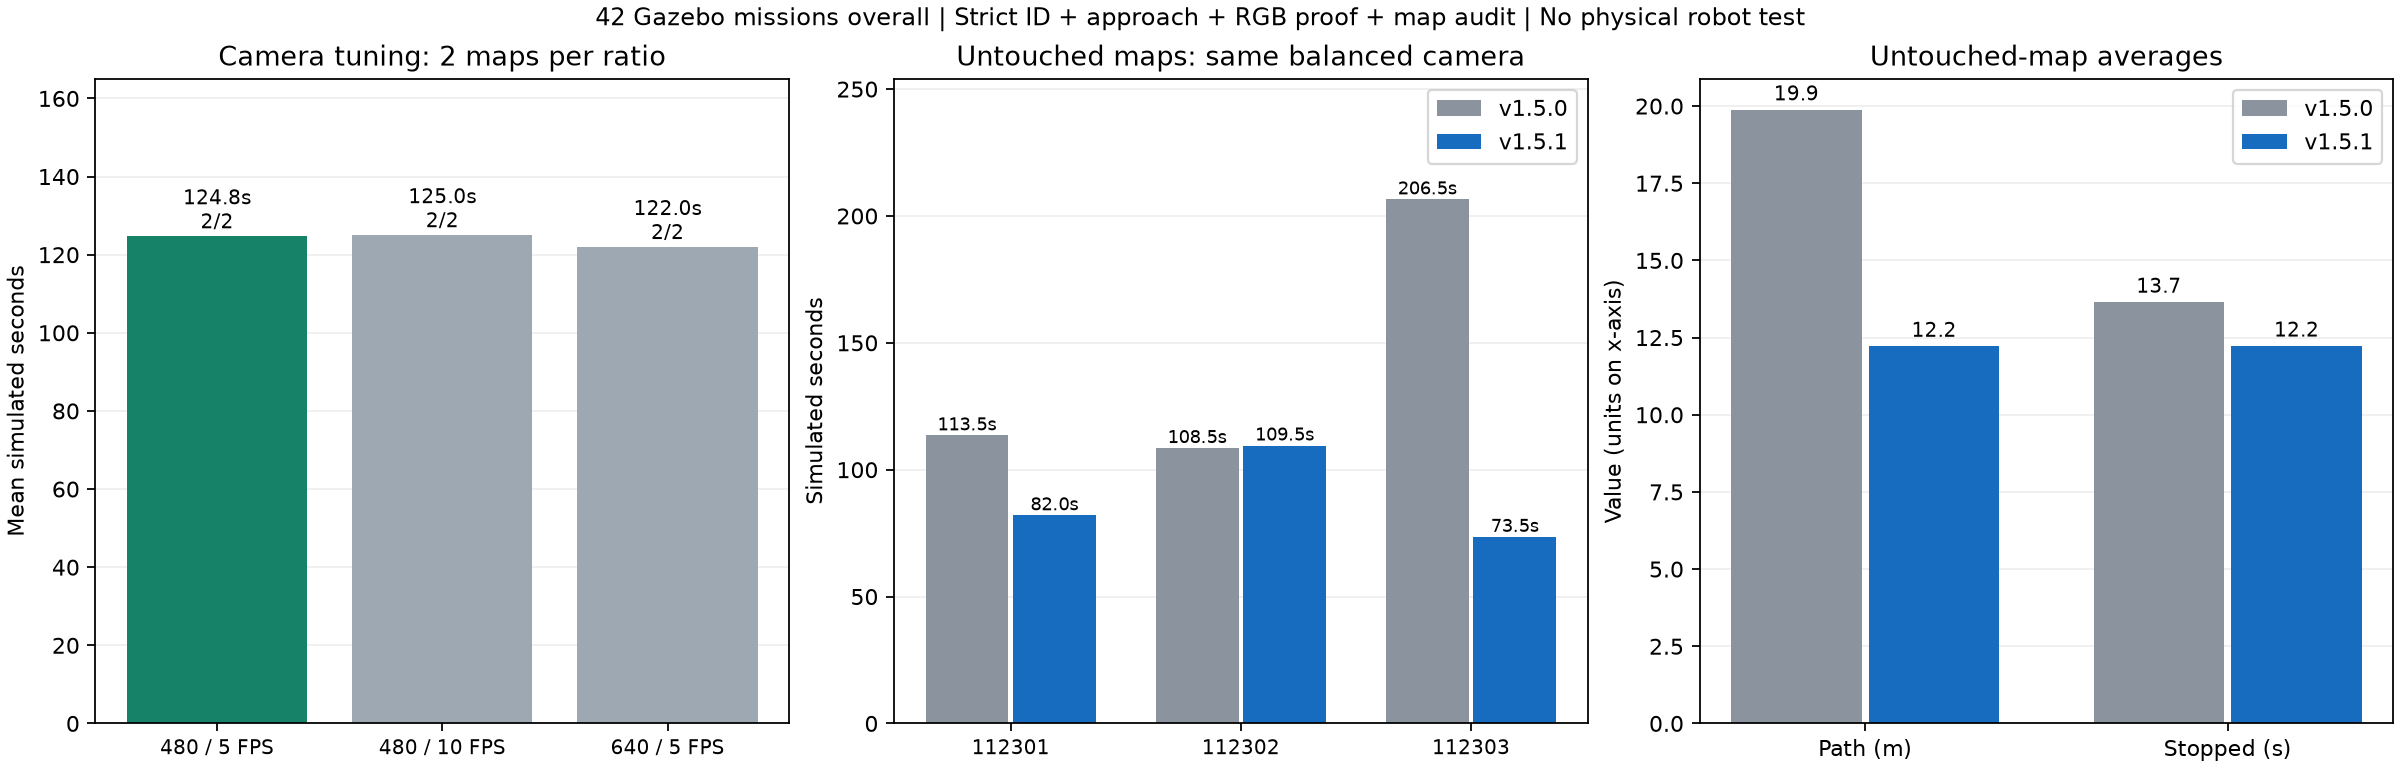 42 Gazebo missions overall | Strict ID + approach + RGB proof + map audit | No physical robot test
Camera tuning: 2 maps per ratio
Mean simulated seconds
160
140
120
100
80
60
40
20
0
124.8s
2/2
125.0s
2/2
122.0s
2/2
480 / 5 FPS
480 / 10 FPS
640 / 5 FPS
Untouched maps: same balanced camera
Simulated seconds
250
200
150
100
50
0
v1.5.0
v1.5.1
113.5s
82.0s
108.5s
109.5s
206.5s
73.5s
112301
112302
112303
Untouched-map averages
Value (units on x-axis)
20.0
17.5
15.0
12.5
10.0
7.5
5.0
2.5
0.0
v1.5.0
v1.5.1
19.9
12.2
13.7
12.2
Path (m)
Stopped (s)